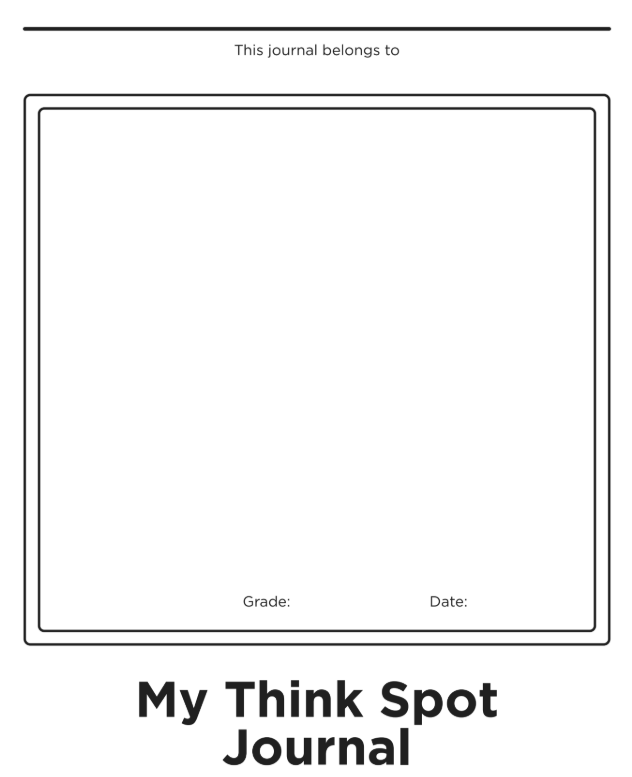 This journal belongs to
Grade: Date:
My Think Spot
Journal